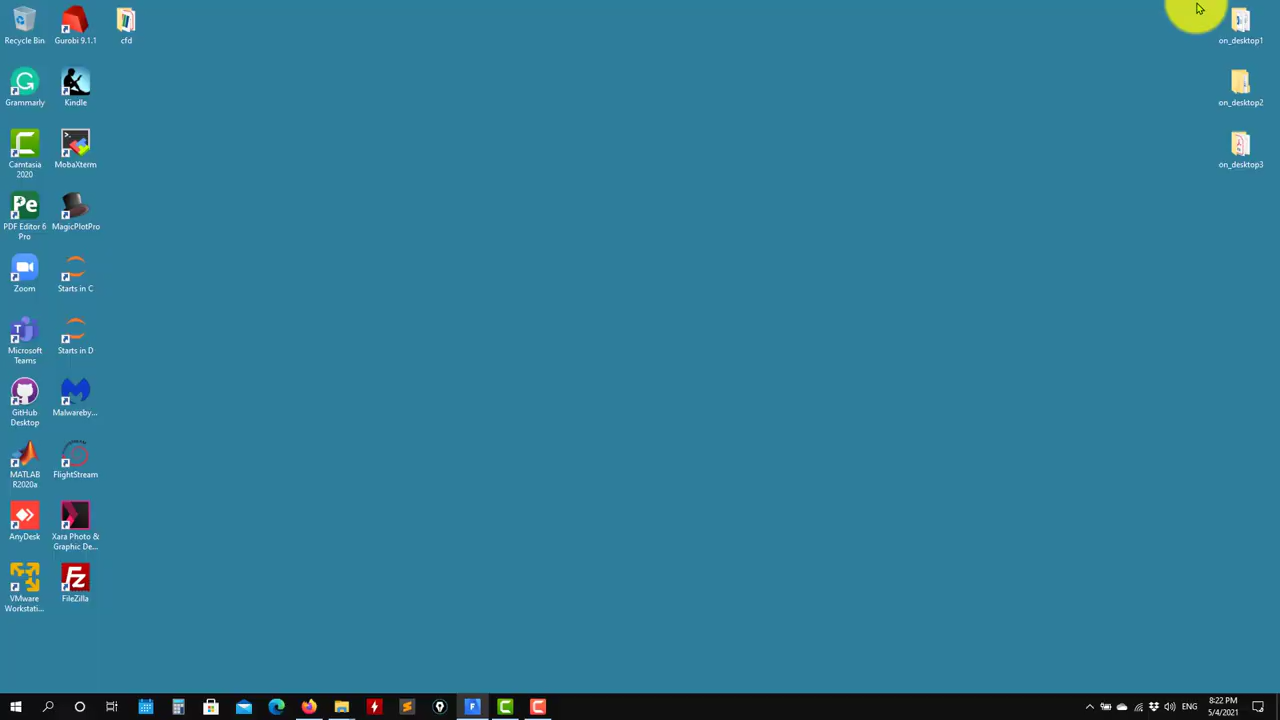 Recycle Bin
Gurobi 9.1.1
cfd
Grammarly
Kindle
Camtasia
2020
MobaXterm
PDF Editor 6
Pro
MagicPlotPro
Zoom
Starts in C
Microsoft
Teams
Starts in D
GitHub
Desktop
Malwareby...
MATLAB
R2020a
FlightStream
AnyDesk
Xara Photo &
Graphic De...
VMware
Workstati...
FileZilla
on_desktop1
on_desktop2
on_desktop3
ENG
8:22 PM
5/4/2021